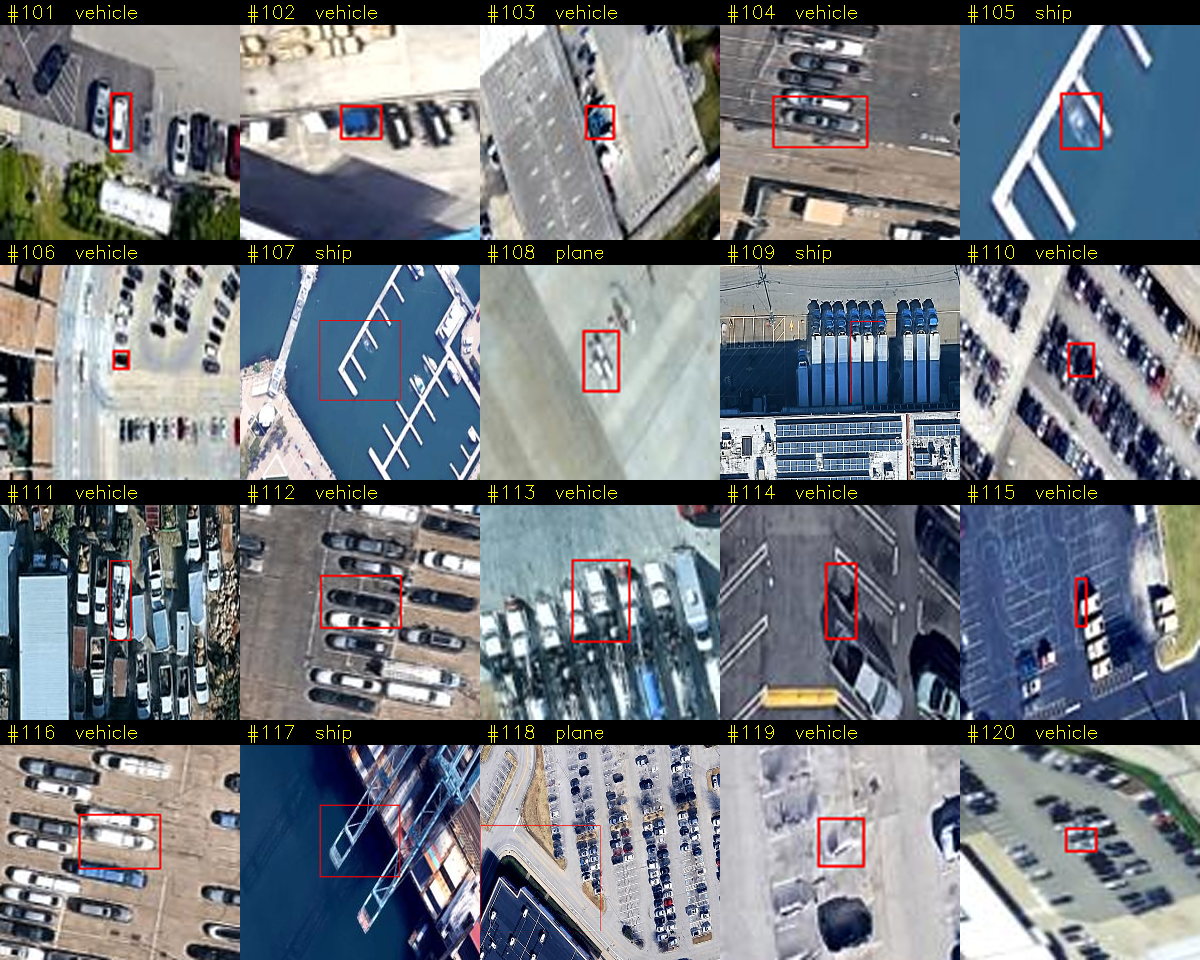 #101 vehicle
#102 vehicle
#103 vehicle
#104 vehicle
#105 ship
#106 vehicle
#107 ship
#108 plane
#109 ship
#110 vehicle
#111 vehicle
#112 vehicle
#113 vehicle
#114 vehicle
#115 vehicle
#116 vehicle
#117 ship
#118 plane
#119 vehicle
#120 vehicle